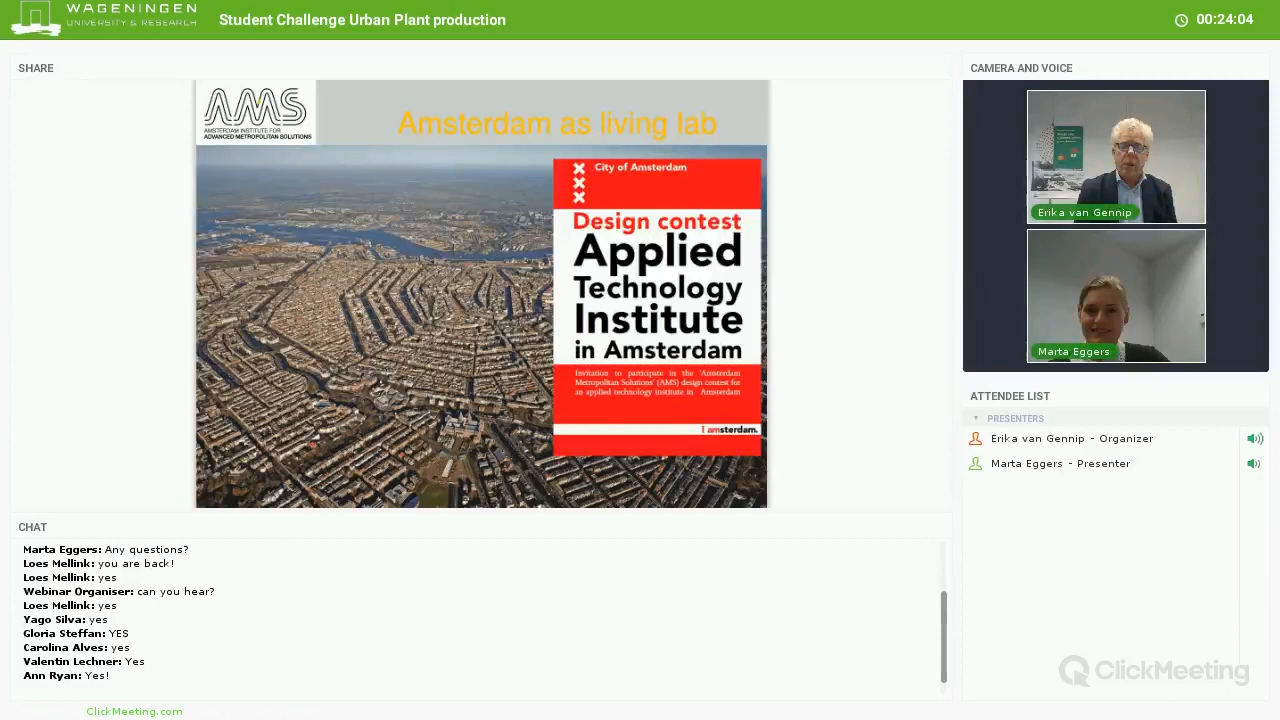 WAGENINGEN
UNIVERSITY & RESEARCH
Student Challenge Urban Plant production
00:24:04
SHARE
AMS
AMSTERDAM INSTITUTE FOR
ADVANCED METROPOLITAN SOLUTIONS
Amsterdam as living lab
City of Amsterdam
Design contest
Applied
Technology
Institute
in Amsterdam
Invitation to participate in the 'Amsterdam
Metropolitan Solutions' (AMS) design contest for
an applied technology institute in Amsterdam
I amsterdam.
CAMERA AND VOICE
Erika van Gennip
Marta Eggers
ATTENDEE LIST
PRESENTERS
Erika van Gennip - Organizer
Marta Eggers - Presenter
CHAT
Marta Eggers: Any questions?
Loes Mellink: you are back!
Loes Mellink: yes
Webinar Organiser: can you hear?
Loes Mellink: yes
Yago Silva: yes
Gloria Steffan: YES
Carolina Alves: yes
Valentin Lechner: Yes
Ann Ryan: Yes!
ClickMeeting
ClickMeeting.com